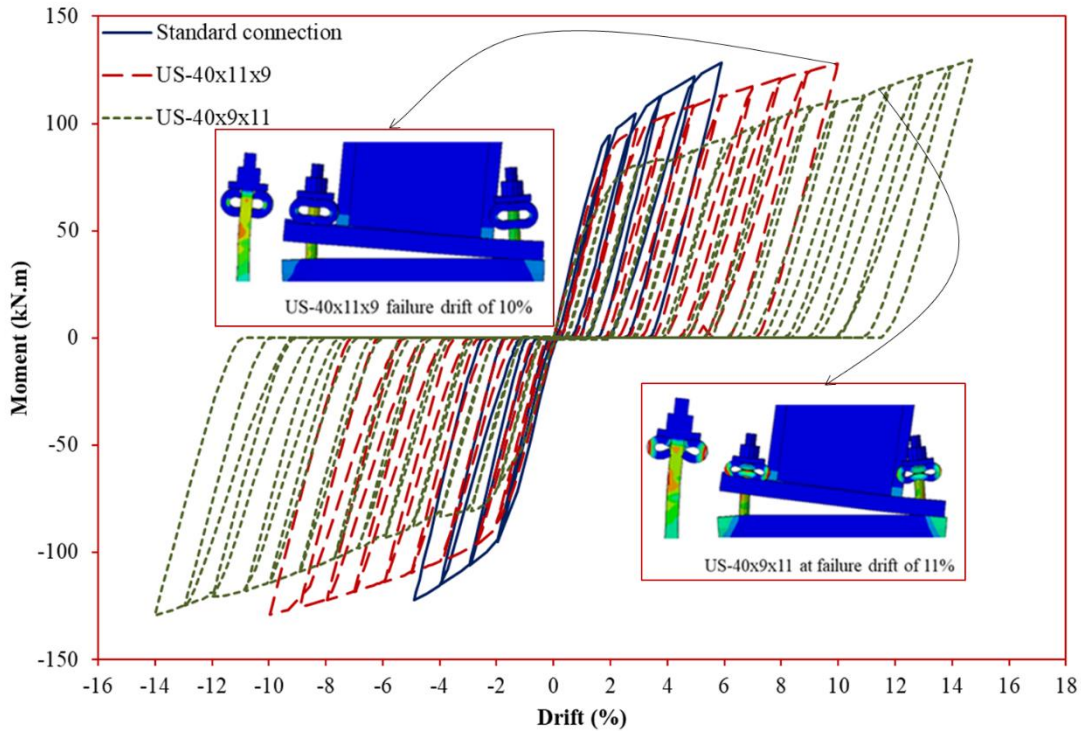 150
Standard connection
US-40x11x9
US-40x9x11
100
50
0
-50
-100
-150
Moment (kN.m)
US-40x11x9 failure drift of 10%
US-40x9x11 at failure drift of 11%
-16 -14 -12 -10 -8 -6 -4 -2 0 2 4 6 8 10 12 14 16 18
Drift (%)